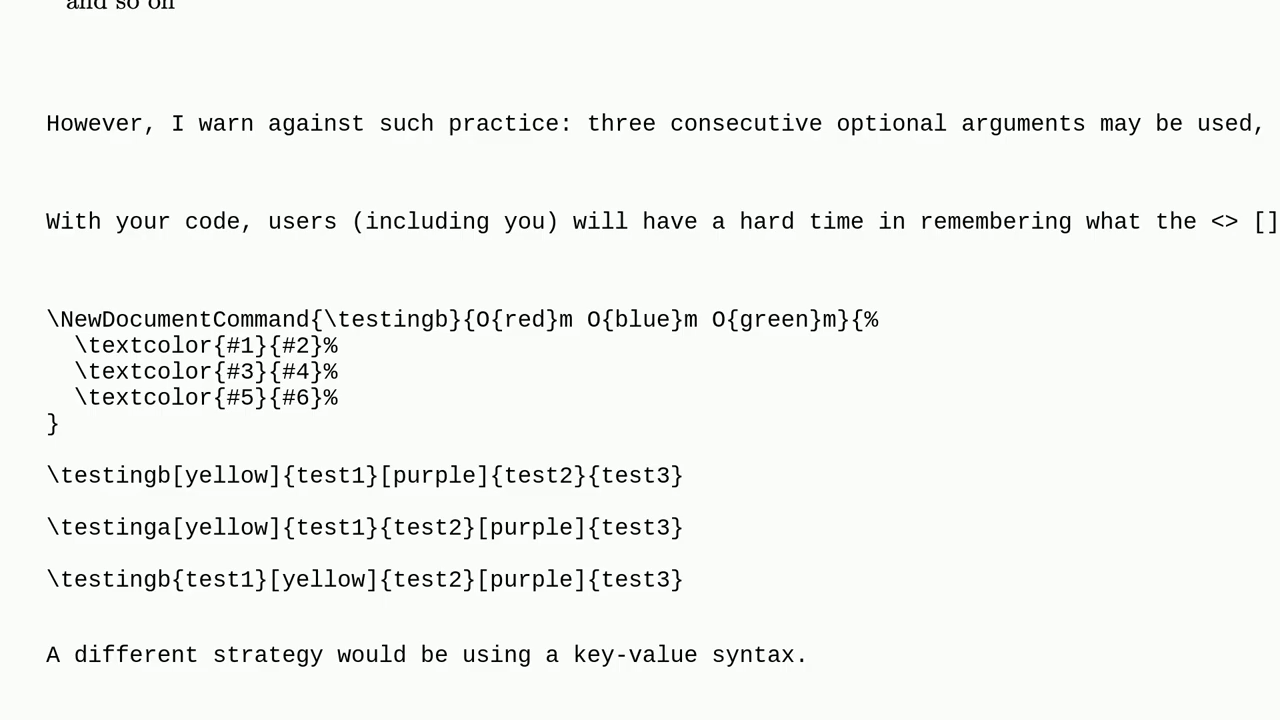 and so on
However, I warn against such practice: three consecutive optional arguments may be used,
With your code, users (including you) will have a hard time in remembering what the <> []
\NewDocumentCommand{\testingb}{O{red}m O{blue}m O{green}m}{%
  \textcolor{#1}{#2}%
  \textcolor{#3}{#4}%
  \textcolor{#5}{#6}%
}
\testingb[yellow]{test1}[purple]{test2}{test3}
\testinga[yellow]{test1}{test2}[purple]{test3}
\testingb{test1}[yellow]{test2}[purple]{test3}
A different strategy would be using a key-value syntax.